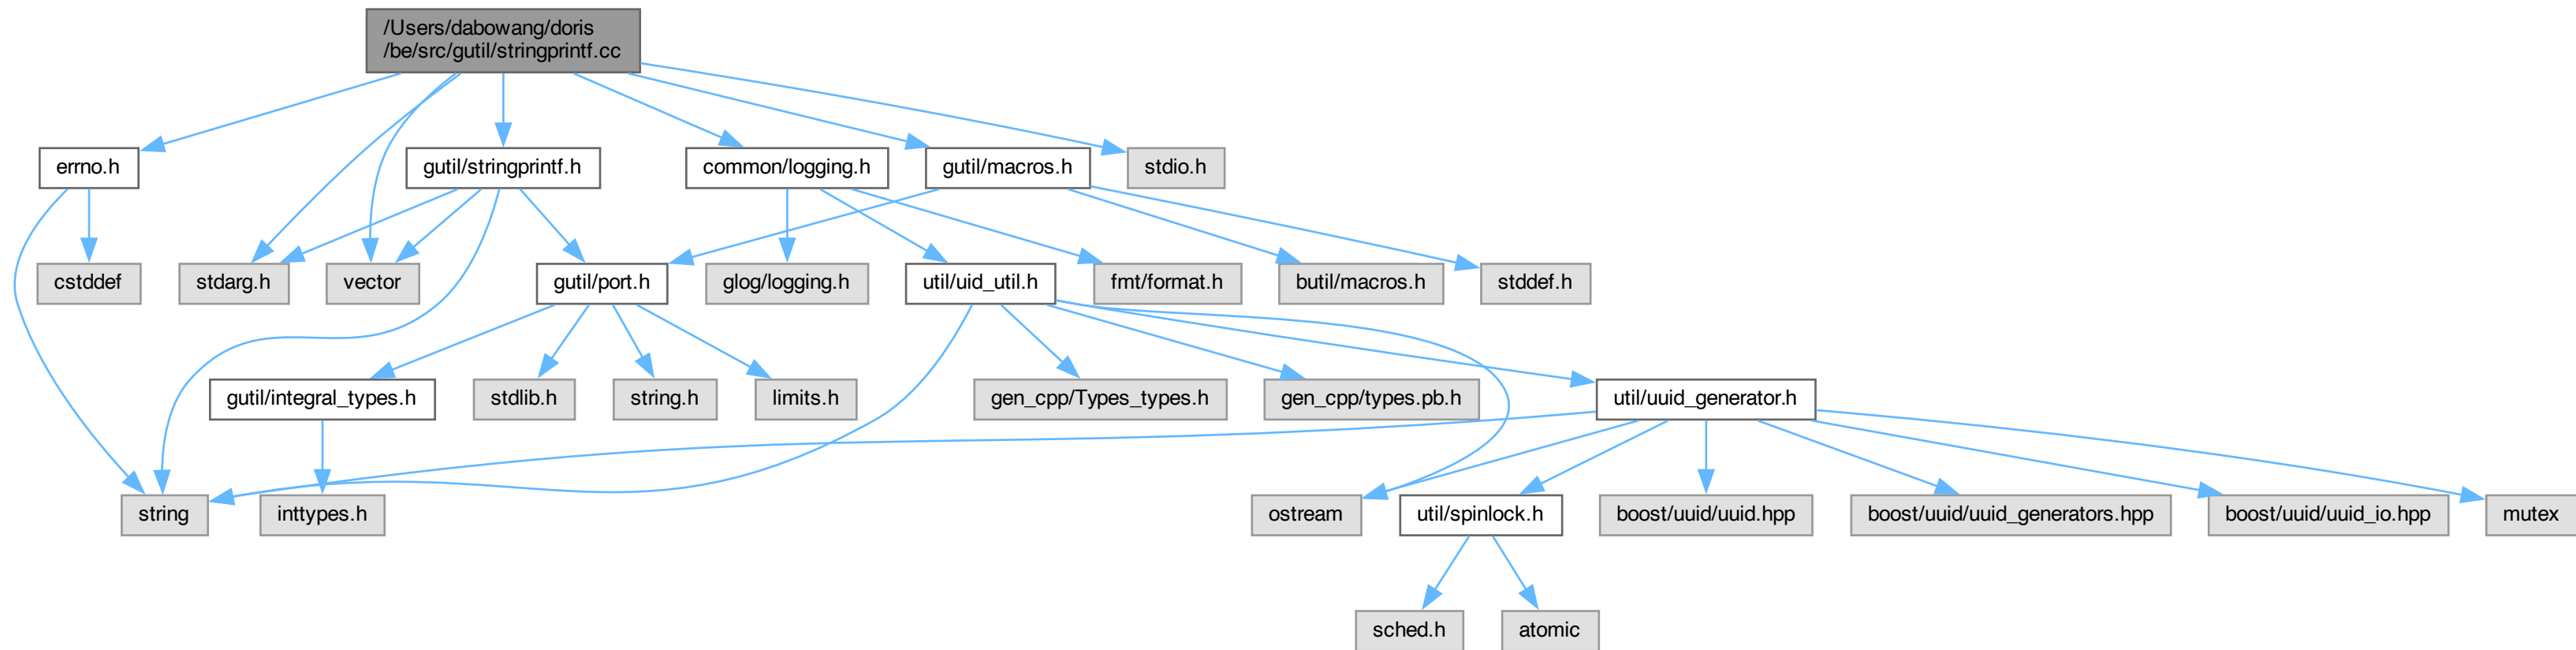 /Users/dabowang/doris
/be/src/gutil/stringprintf.cc
errno.h
gutil/stringprintf.h
common/logging.h
gutil/macros.h
stdio.h
cstddef
stdarg.h
vector
gutil/port.h
glog/logging.h
util/uid_util.h
fmt/format.h
butil/macros.h
stddef.h
gutil/integral_types.h
stdlib.h
string.h
limits.h
gen_cpp/Types_types.h
gen_cpp/types.pb.h
util/uuid_generator.h
string
inttypes.h
ostream
util/spinlock.h
boost/uuid/uuid.hpp
boost/uuid/uuid_generators.hpp
boost/uuid/uuid_io.hpp
mutex
sched.h
atomic